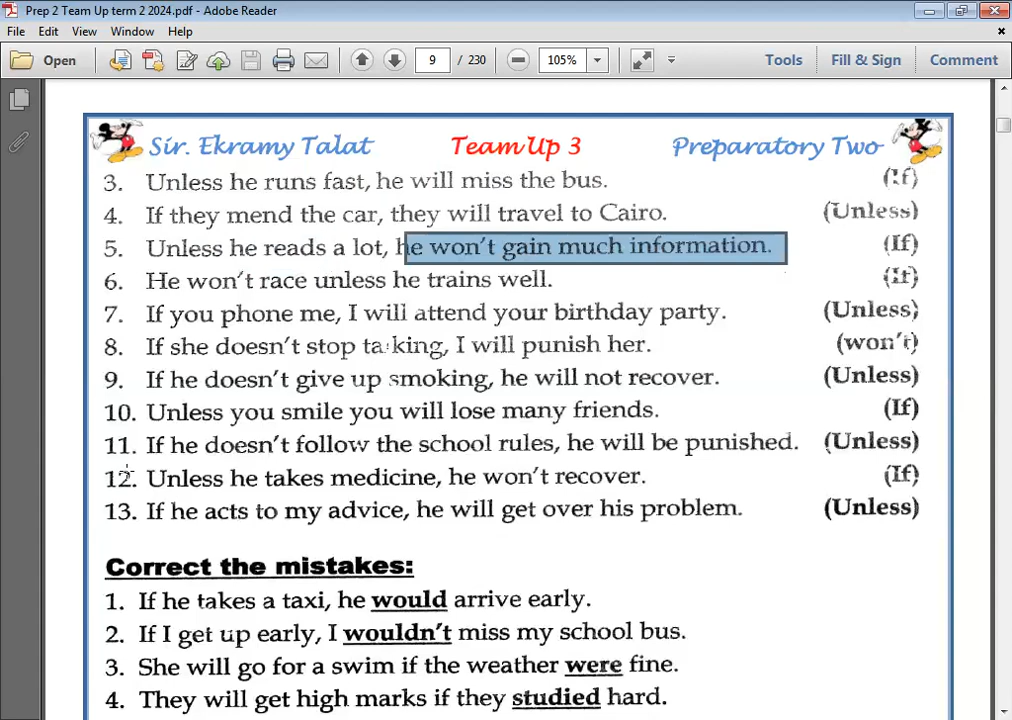 Prep 2 Team Up term 2 2024.pdf - Adobe Reader
File Edit View Window Help
Open 9 / 230 105% Tools Fill & Sign Comment
Sir. Ekramy Talat Team Up 3 Preparatory Two
3. Unless he runs fast, he will miss the bus. (If)
4. If they mend the car, they will travel to Cairo. (Unless)
5. Unless he reads a lot, he won't gain much information. (If)
6. He won't race unless he trains well. (If)
7. If you phone me, I will attend your birthday party. (Unless)
8. If she doesn't stop talking, I will punish her. (won't)
9. If he doesn't give up smoking, he will not recover. (Unless)
10. Unless you smile you will lose many friends. (If)
11. If he doesn't follow the school rules, he will be punished. (Unless)
12. Unless he takes medicine, he won't recover. (If)
13. If he acts to my advice, he will get over his problem. (Unless)
Correct the mistakes:
1. If he takes a taxi, he would arrive early.
2. If I get up early, I wouldn't miss my school bus.
3. She will go for a swim if the weather were fine.
4. They will get high marks if they studied hard.